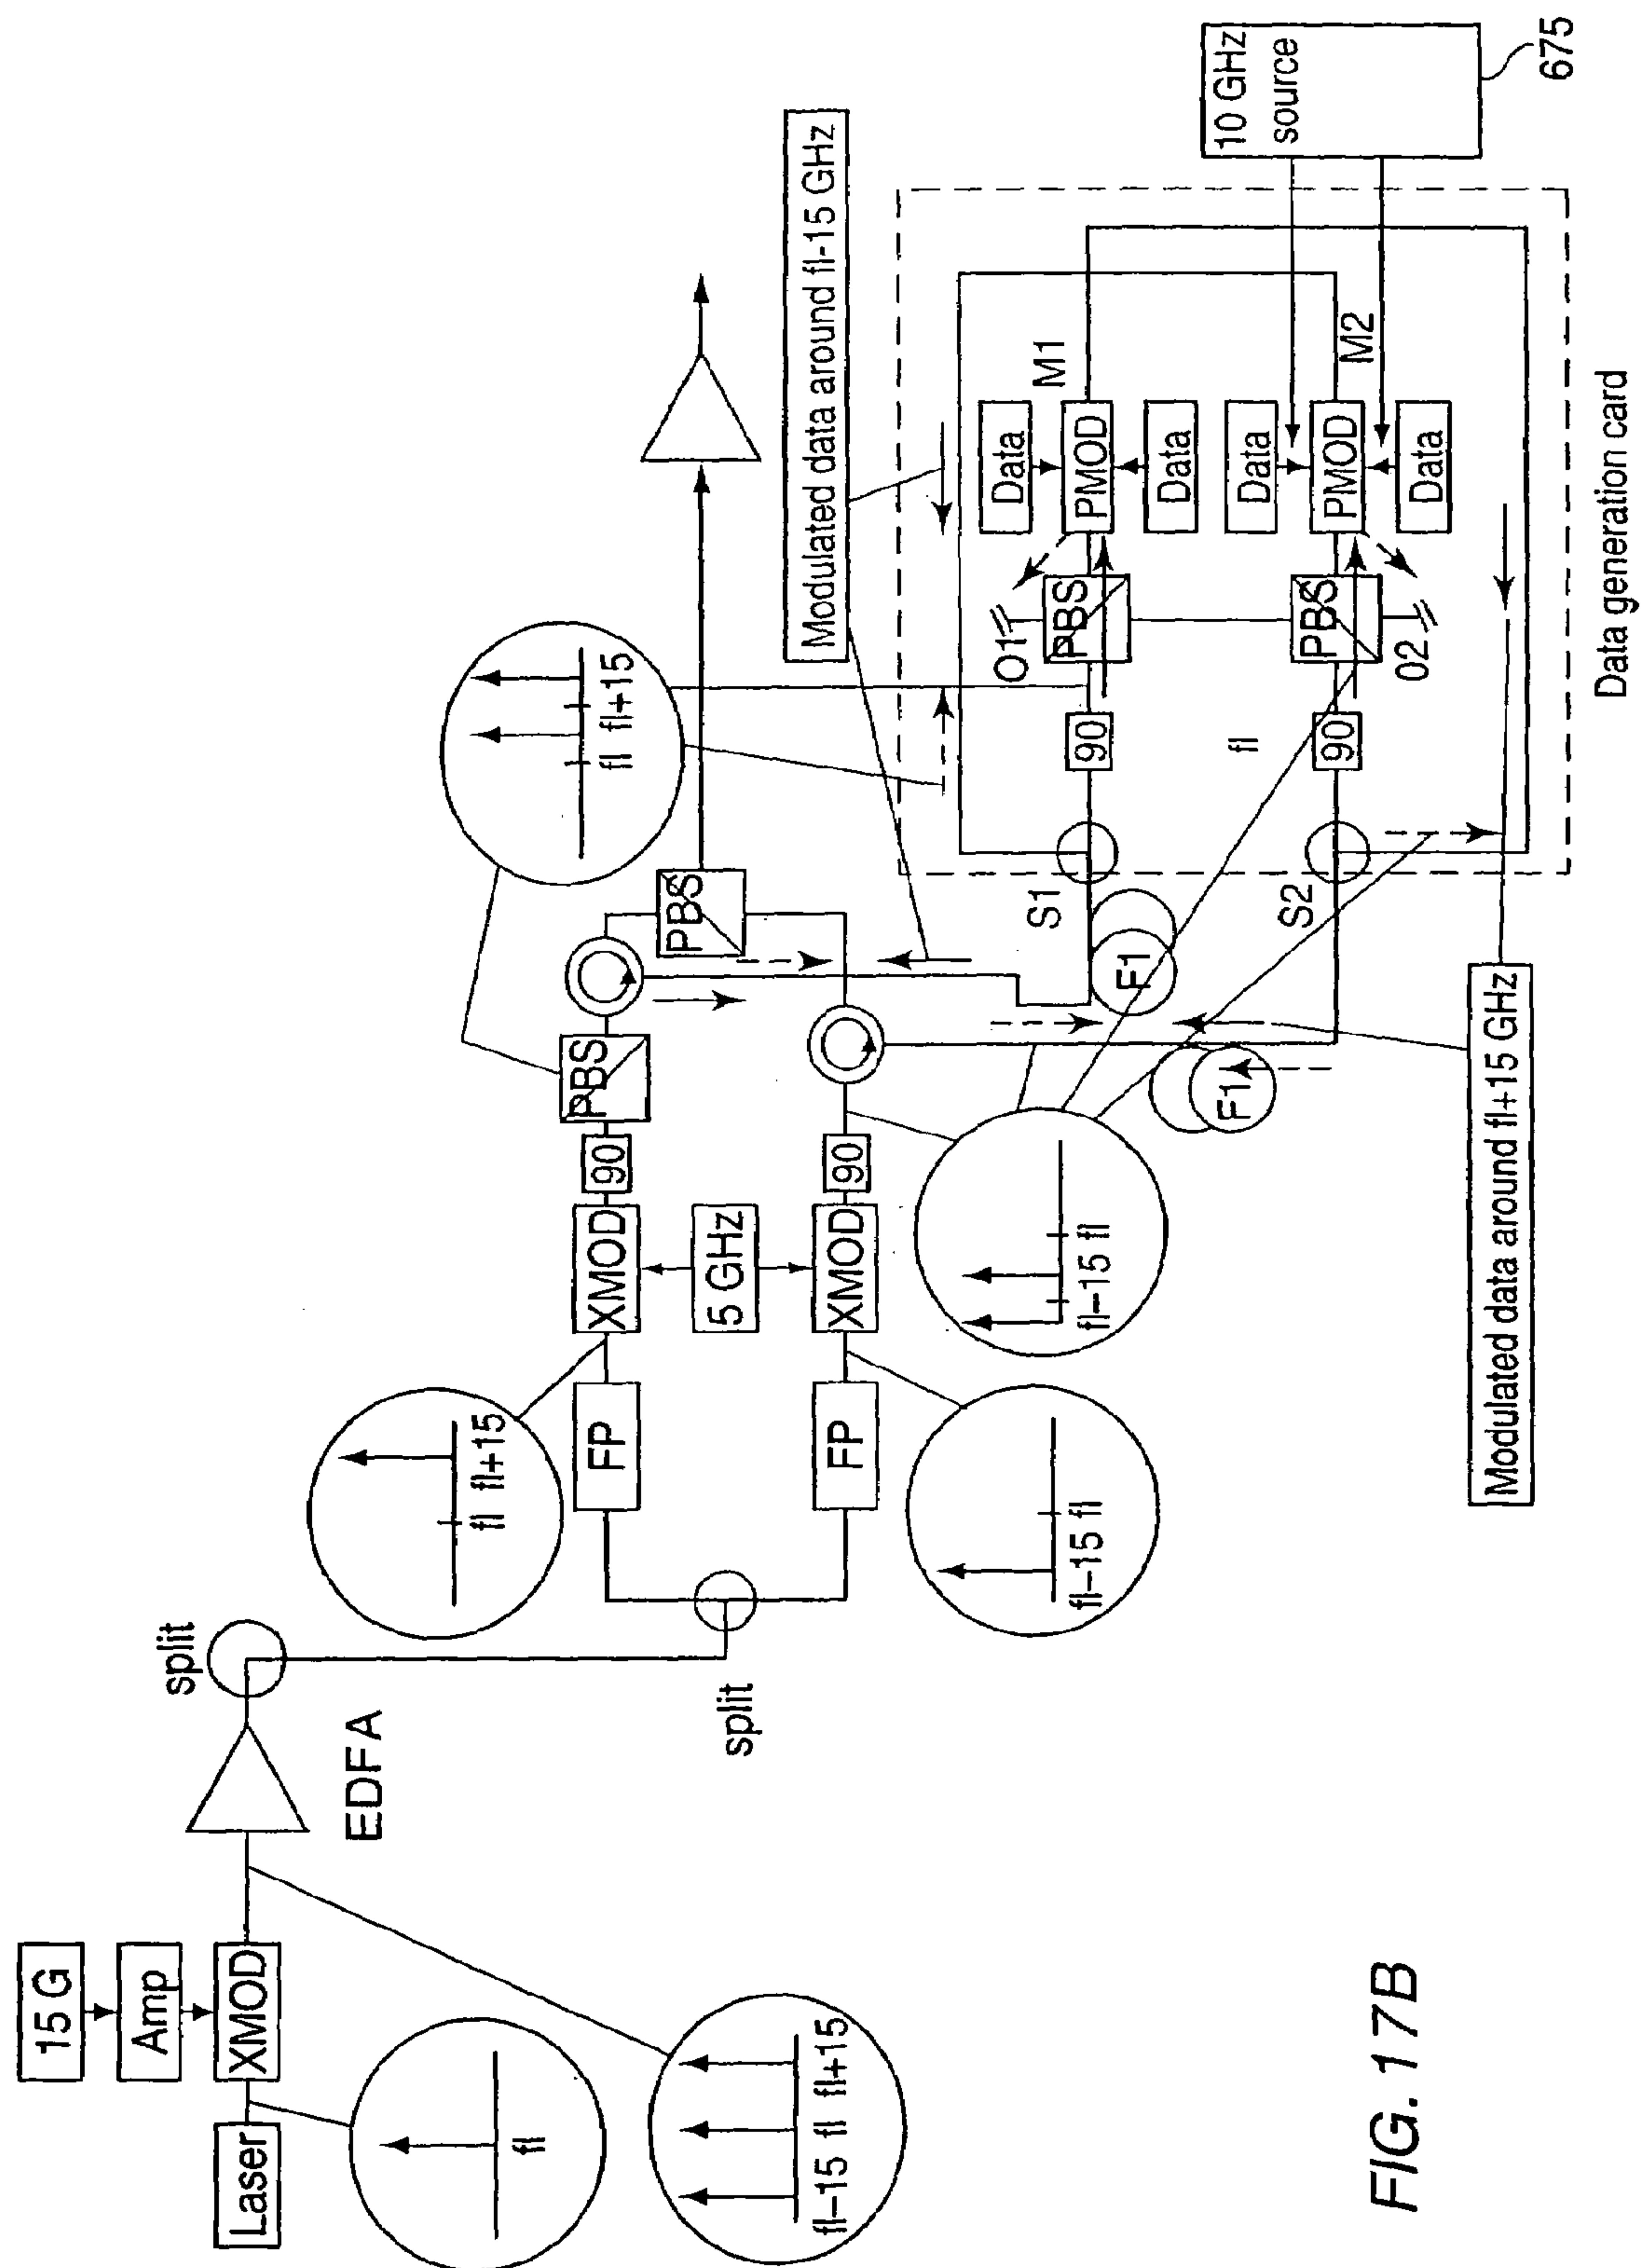 15 G
Amp
Laser
XMOD
fl
fl–15 fl fl+15
EDFA
split
split
fl fl+15
FP
XMOD
90
PBS
5 GHz
FP
XMOD
90
fl–15 fl
fl–15 fl
PBS
fl fl+15
Modulated data around fl-15 GHz
F1
F1
S1
S2
90
90
fl
O1
PBS
PBS
02
Data
PMOD
Data
M1
Data
PMOD
Data
M2
10 GHz
source
675
Data generation card
Modulated data around fl+15 GHz
FIG. 17B